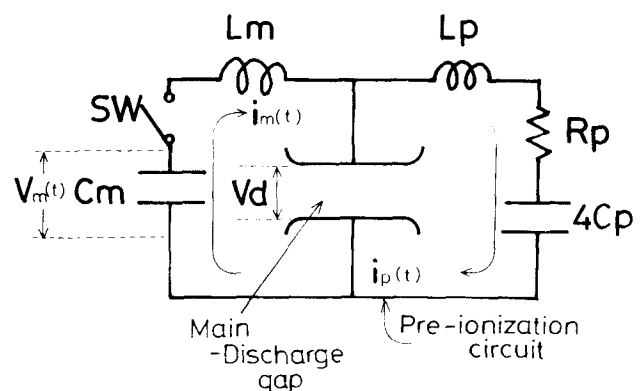 Lm
Lp
SW
im(t)
Rp
Vm(t) Cm
Vd
4Cp
ip(t)
Main
-Discharge
gap
Pre-ionization
circuit